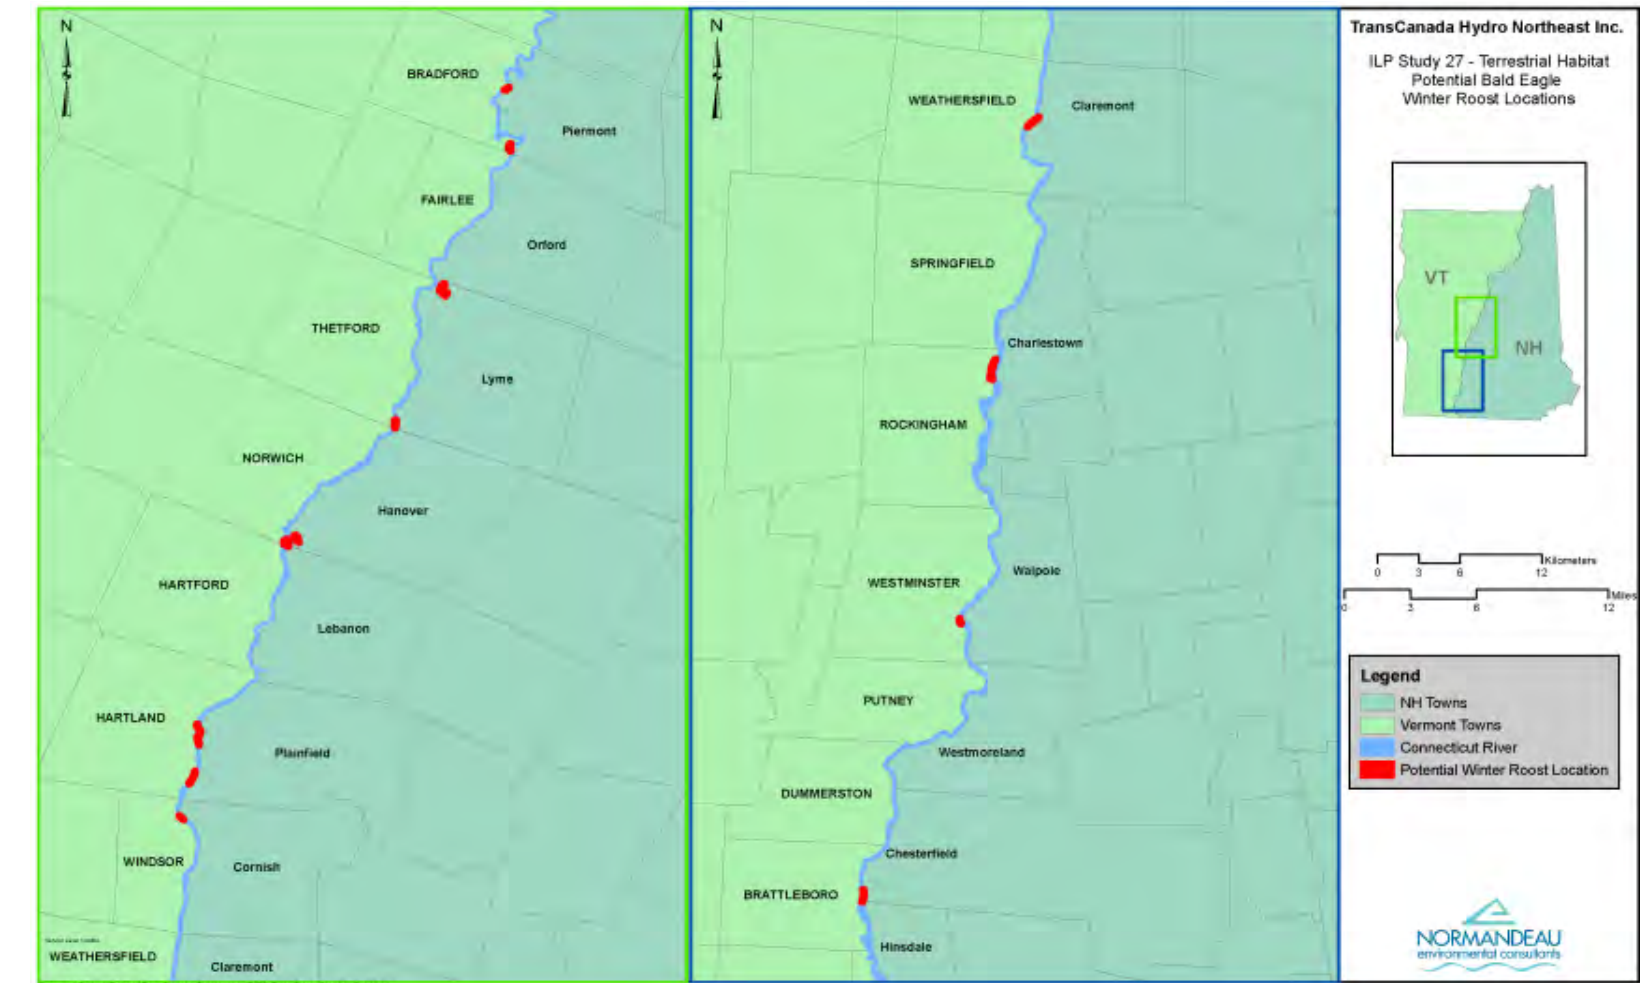 N
BRADFORD
Piermont
FAIRLEE
Orford
THETFORD
Lyme
NORWICH
Hanover
HARTFORD
Lebanon
HARTLAND
Plainfield
WINDSOR
Cornish
WEATHERSFIELD
Claremont
N
WEATHERSFIELD
Claremont
SPRINGFIELD
Charlestown
ROCKINGHAM
WESTMINSTER
Walpole
PUTNEY
Westmoreland
DUMMERSTON
Chesterfield
BRATTLEBORO
Hinsdale
TransCanada Hydro Northeast Inc.
ILP Study 27 - Terrestrial Habitat
Potential Bald Eagle
Winter Roost Locations
VT
NH
Kilometers
0 3 6 12
Miles
0 3 6 12
Legend
NH Towns
Vermont Towns
Connecticut River
Potential Winter Roost Location
NORMANDEAU
environmental consultants